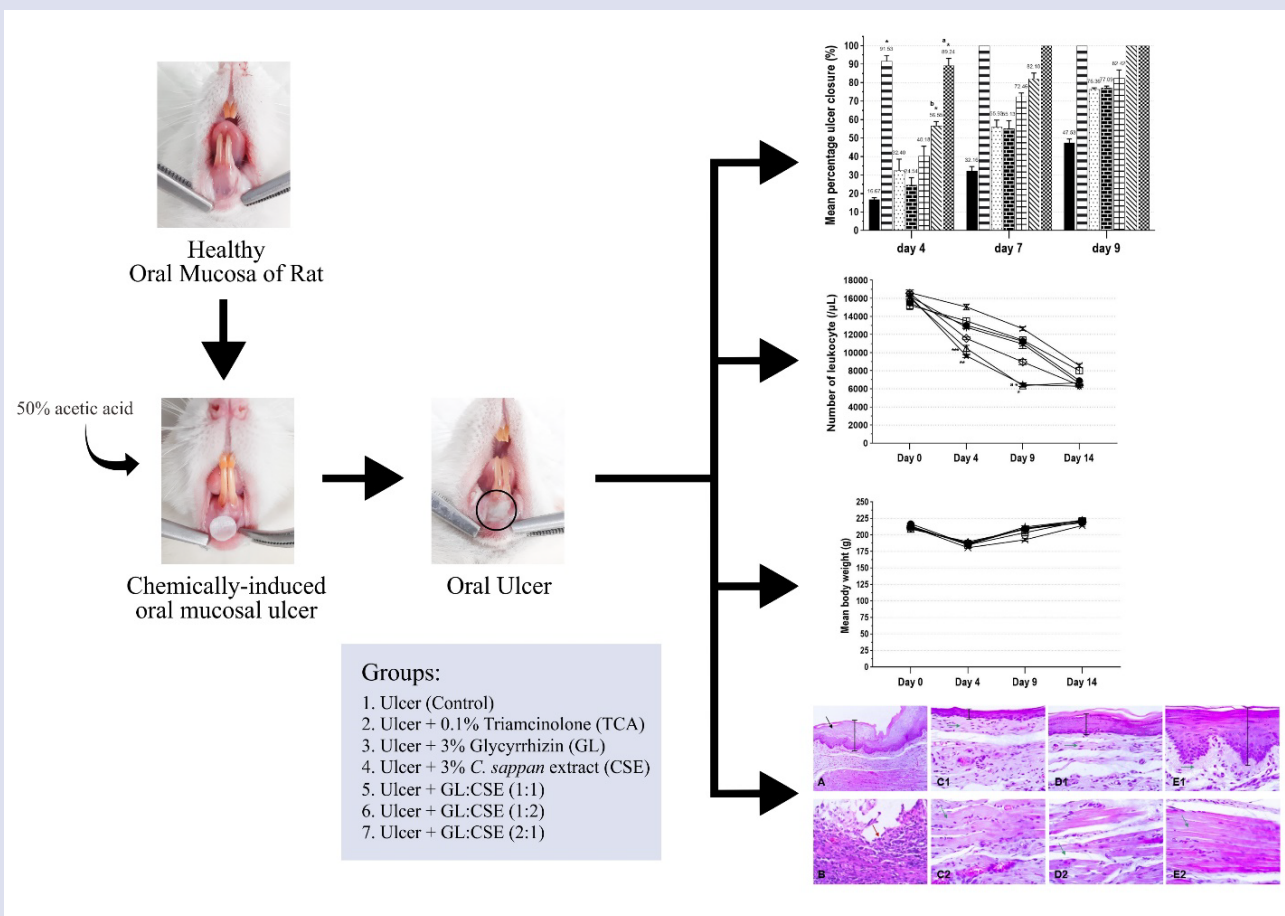 Healthy
Oral Mucosa of Rat
50% acetic acid
Chemically-induced
oral mucosal ulcer
Oral Ulcer
Groups:
1. Ulcer (Control)
2. Ulcer + 0.1% Triamcinolone (TCA)
3. Ulcer + 3% Glycyrrhizin (GL)
4. Ulcer + 3% C. sappan extract (CSE)
5. Ulcer + GL:CSE (1:1)
6. Ulcer + GL:CSE (1:2)
7. Ulcer + GL:CSE (2:1)
Mean percentage ulcer closure (%)
100
90
80
70
60
50
40
30
20
10
0
91.53
a
b
89.24
day 4
day 7
day 9
Number of leukocyte (/µL)
18000
16000
14000
12000
10000
8000
6000
4000
2000
0
Day 0
Day 4
Day 9
Day 14
Mean body weight (g)
250
225
200
175
150
125
100
75
50
25
0
Day 0
Day 4
Day 9
Day 14
A
C1
D1
E1
B
C2
D2
E2